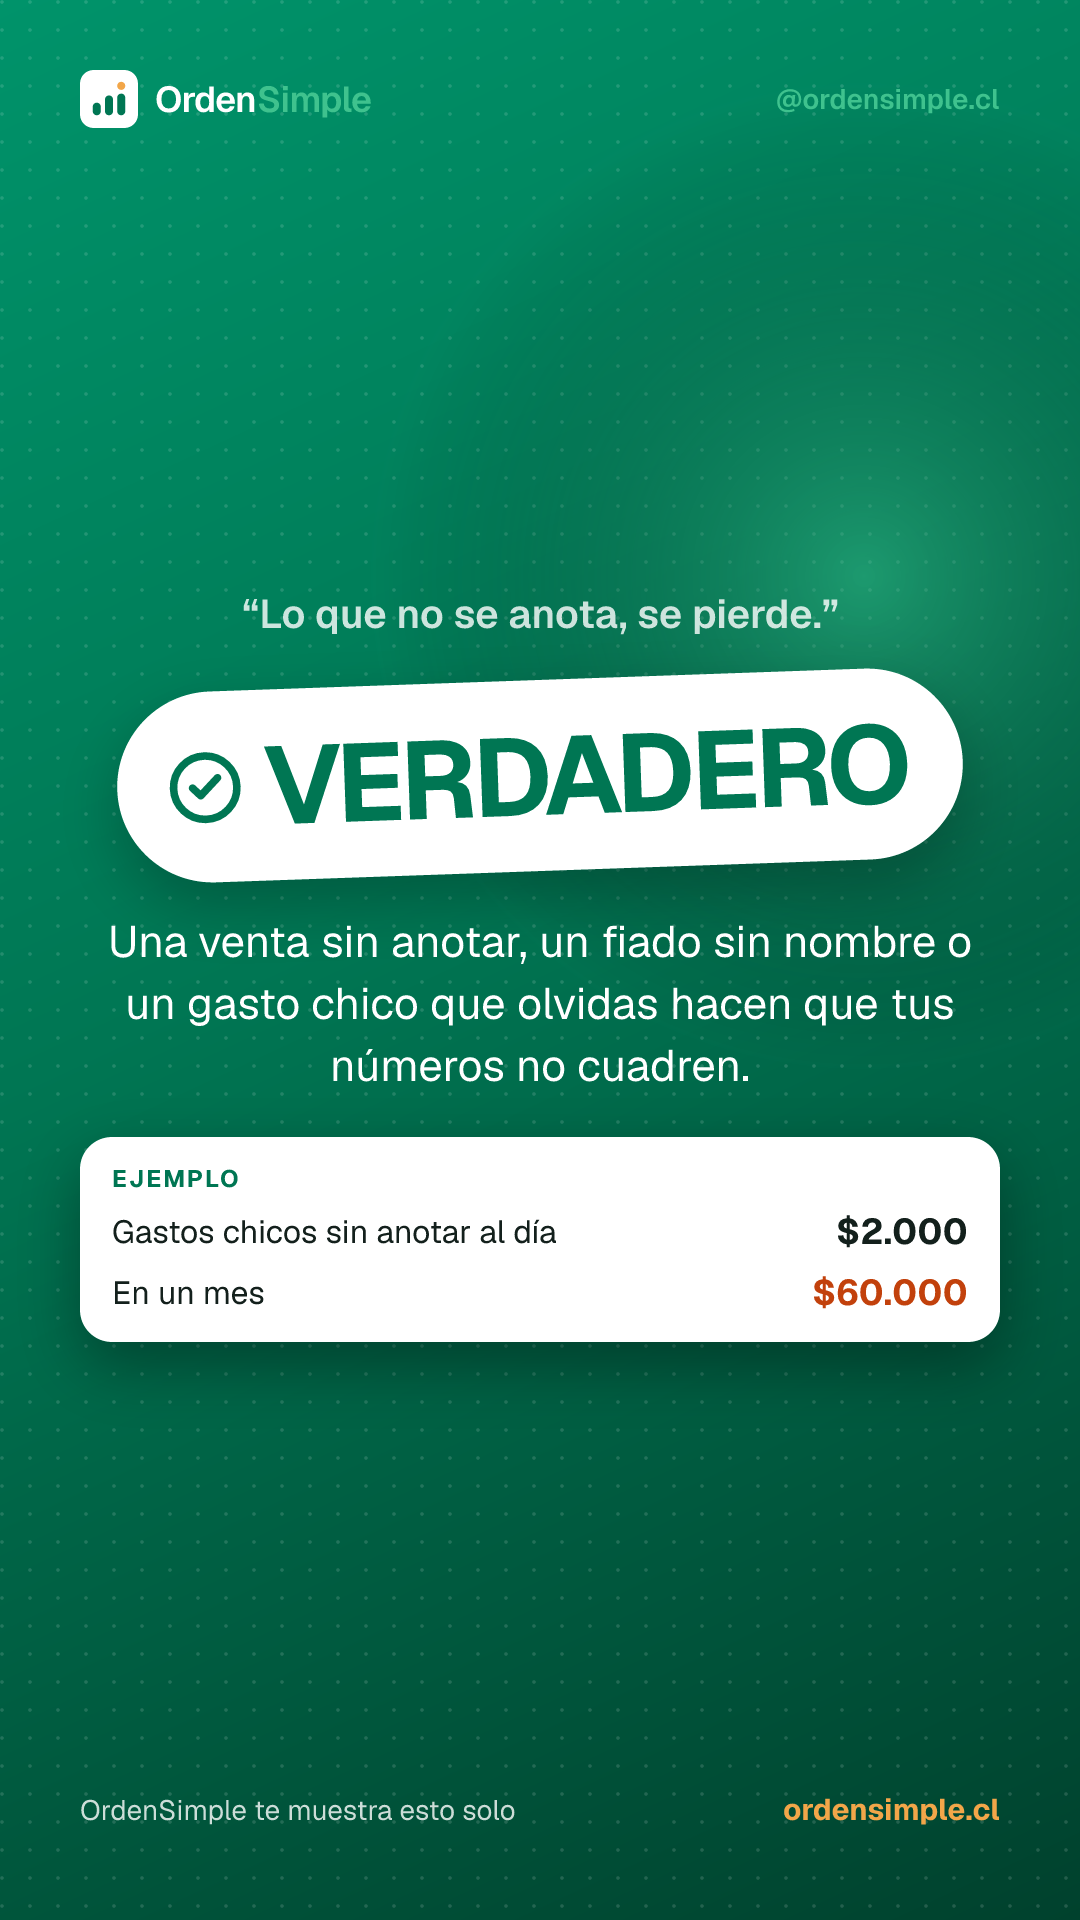 OrdenSimple
@ordensimple.cl
“Lo que no se anota, se pierde.”
VERDADERO
Una venta sin anotar, un fiado sin nombre o
un gasto chico que olvidas hacen que tus
números no cuadren.
EJEMPLO
Gastos chicos sin anotar al día $2.000
En un mes $60.000
OrdenSimple te muestra esto solo
ordensimple.cl